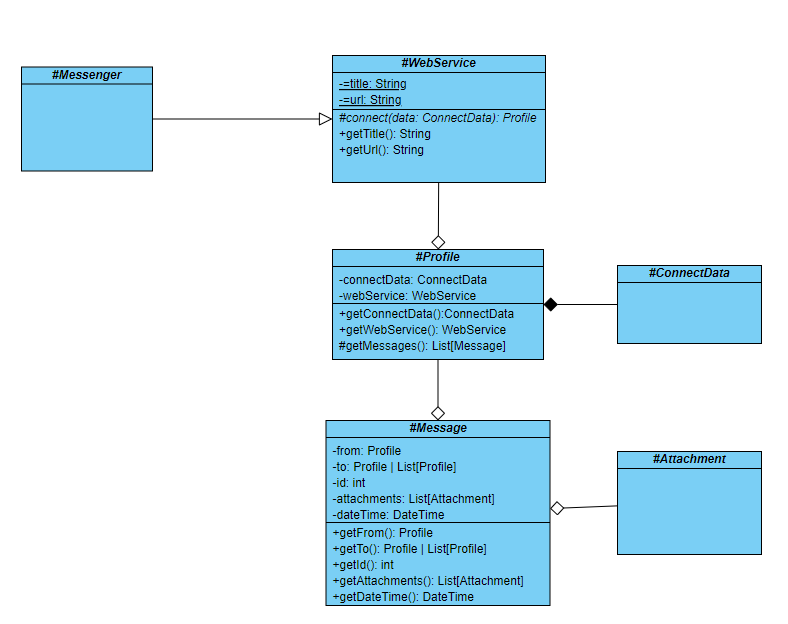 #Messenger
#WebService
-=title: String
-=url: String
#connect(data: ConnectData): Profile
+getTitle(): String
+getUrl(): String
#Profile
-connectData: ConnectData
-webService: WebService
+getConnectData():ConnectData
+getWebService(): WebService
#getMessages(): List[Message]
#ConnectData
#Message
-from: Profile
-to: Profile | List[Profile]
-id: int
-attachments: List[Attachment]
-dateTime: DateTime
+getFrom(): Profile
+getTo(): Profile | List[Profile]
+getId(): int
+getAttachments(): List[Attachment]
+getDateTime(): DateTime
#Attachment